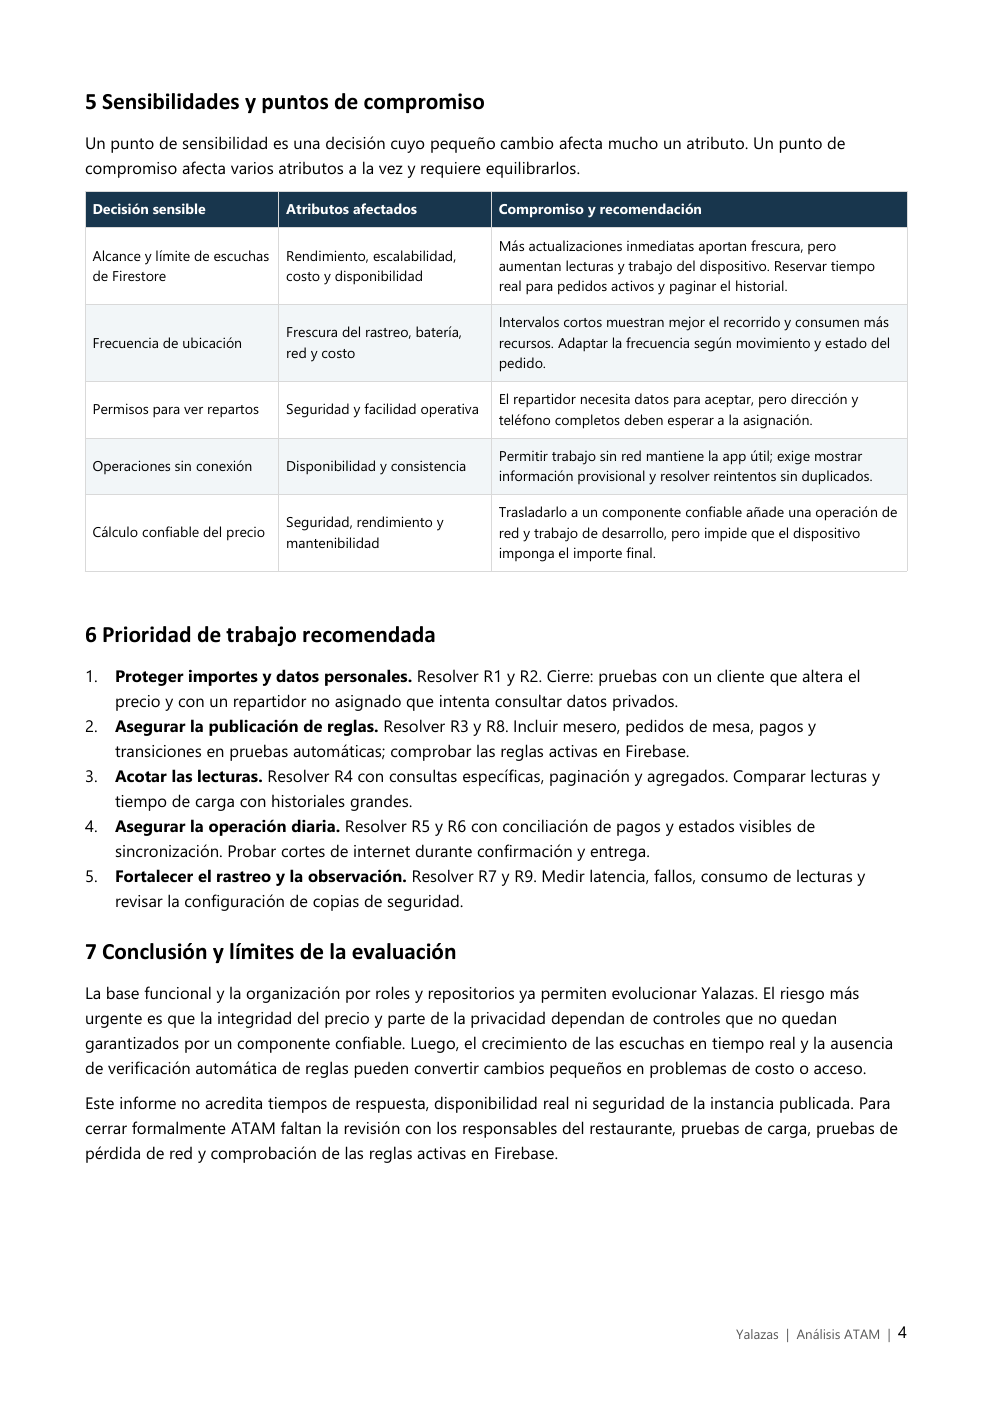 5 Sensibilidades y puntos de compromiso
Un punto de sensibilidad es una decisión cuyo pequeño cambio afecta mucho un atributo. Un punto de
compromiso afecta varios atributos a la vez y requiere equilibrarlos.
Decisión sensible
Atributos afectados
Compromiso y recomendación
Alcance y límite de escuchas
de Firestore
Rendimiento, escalabilidad,
costo y disponibilidad
Más actualizaciones inmediatas aportan frescura, pero
aumentan lecturas y trabajo del dispositivo. Reservar tiempo
real para pedidos activos y paginar el historial.
Frecuencia de ubicación
Frescura del rastreo, batería,
red y costo
Intervalos cortos muestran mejor el recorrido y consumen más
recursos. Adaptar la frecuencia según movimiento y estado del
pedido.
Permisos para ver repartos
Seguridad y facilidad operativa
El repartidor necesita datos para aceptar, pero dirección y
teléfono completos deben esperar a la asignación.
Operaciones sin conexión
Disponibilidad y consistencia
Permitir trabajo sin red mantiene la app útil; exige mostrar
información provisional y resolver reintentos sin duplicados.
Cálculo confiable del precio
Seguridad, rendimiento y
mantenibilidad
Trasladarlo a un componente confiable añade una operación de
red y trabajo de desarrollo, pero impide que el dispositivo
imponga el importe final.
6 Prioridad de trabajo recomendada
1. Proteger importes y datos personales. Resolver R1 y R2. Cierre: pruebas con un cliente que altera el
precio y con un repartidor no asignado que intenta consultar datos privados.
2. Asegurar la publicación de reglas. Resolver R3 y R8. Incluir mesero, pedidos de mesa, pagos y
transiciones en pruebas automáticas; comprobar las reglas activas en Firebase.
3. Acotar las lecturas. Resolver R4 con consultas específicas, paginación y agregados. Comparar lecturas y
tiempo de carga con historiales grandes.
4. Asegurar la operación diaria. Resolver R5 y R6 con conciliación de pagos y estados visibles de
sincronización. Probar cortes de internet durante confirmación y entrega.
5. Fortalecer el rastreo y la observación. Resolver R7 y R9. Medir latencia, fallos, consumo de lecturas y
revisar la configuración de copias de seguridad.
7 Conclusión y límites de la evaluación
La base funcional y la organización por roles y repositorios ya permiten evolucionar Yalazas. El riesgo más
urgente es que la integridad del precio y parte de la privacidad dependan de controles que no quedan
garantizados por un componente confiable. Luego, el crecimiento de las escuchas en tiempo real y la ausencia
de verificación automática de reglas pueden convertir cambios pequeños en problemas de costo o acceso.
Este informe no acredita tiempos de respuesta, disponibilidad real ni seguridad de la instancia publicada. Para
cerrar formalmente ATAM faltan la revisión con los responsables del restaurante, pruebas de carga, pruebas de
pérdida de red y comprobación de las reglas activas en Firebase.
Yalazas | Análisis ATAM | 4